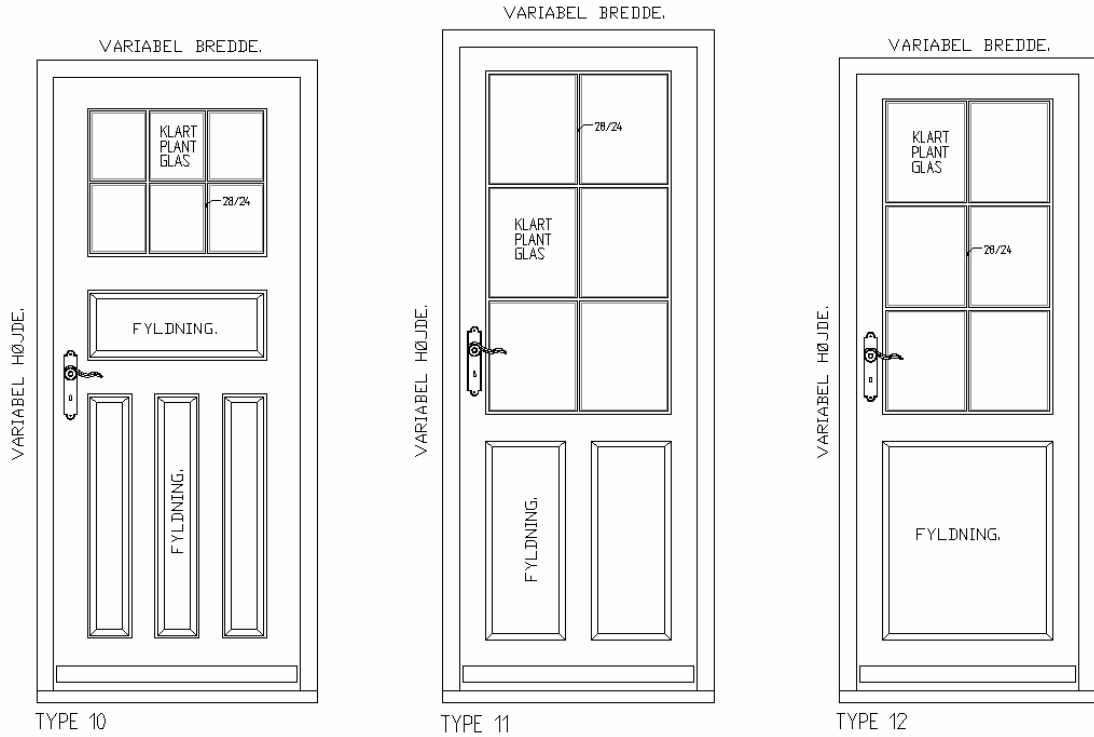 VARIABEL BREDDE.
KLART
PLANT
GLAS
28/24
FYLDNING.
VARIABEL HØJDE.
FYLDNING.
TYPE 10
VARIABEL BREDDE.
28/24
KLART
PLANT
GLAS
VARIABEL HØJDE.
FYLDNING.
TYPE 11
VARIABEL BREDDE.
KLART
PLANT
GLAS
28/24
VARIABEL HØJDE.
FYLDNING.
TYPE 12